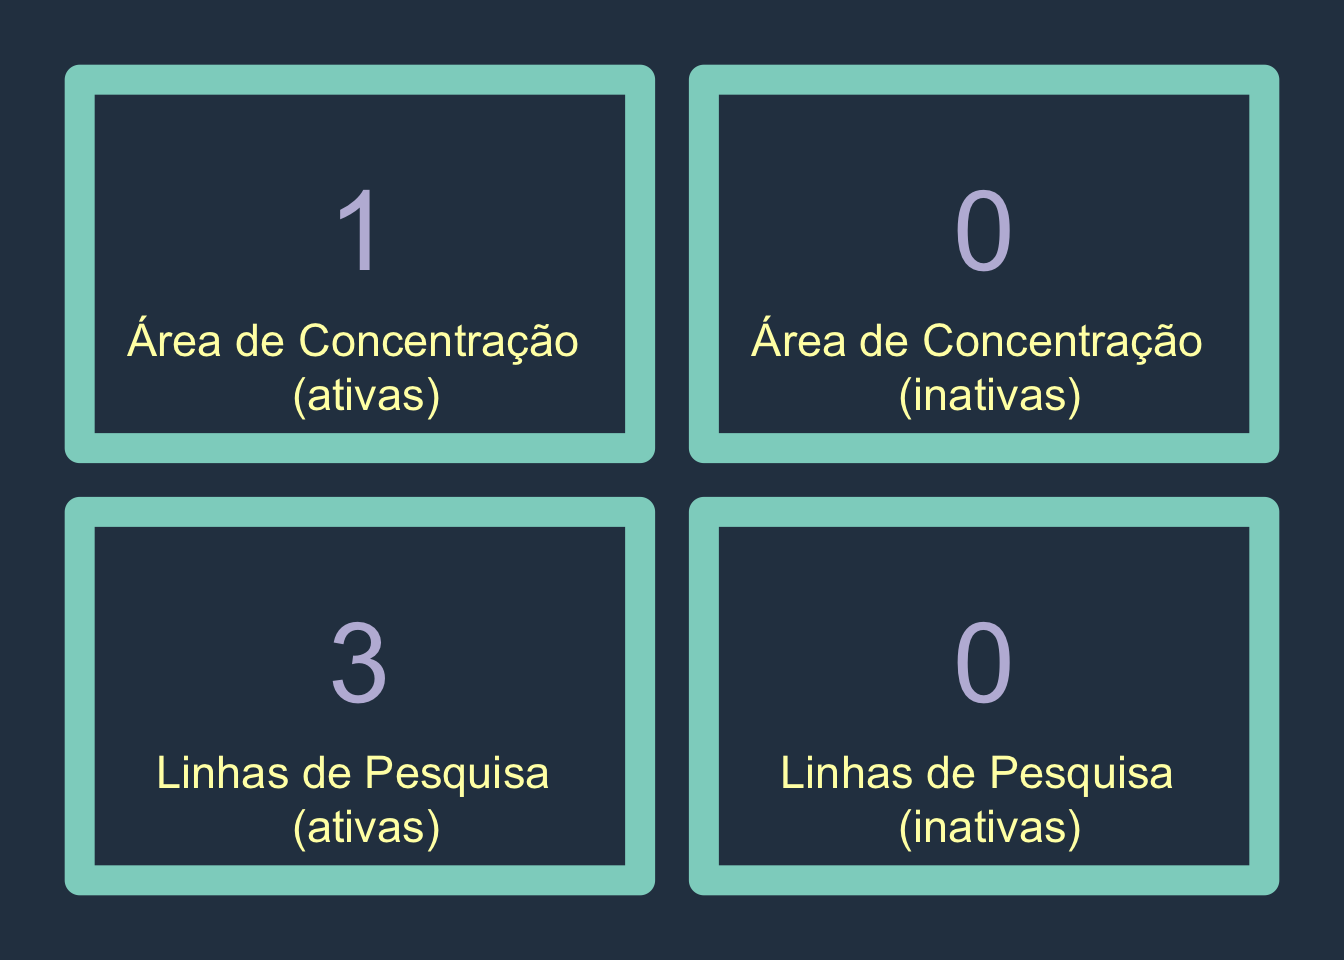 1
Área de Concentração
(ativas)
0
Área de Concentração
(inativas)
3
Linhas de Pesquisa
(ativas)
0
Linhas de Pesquisa
(inativas)